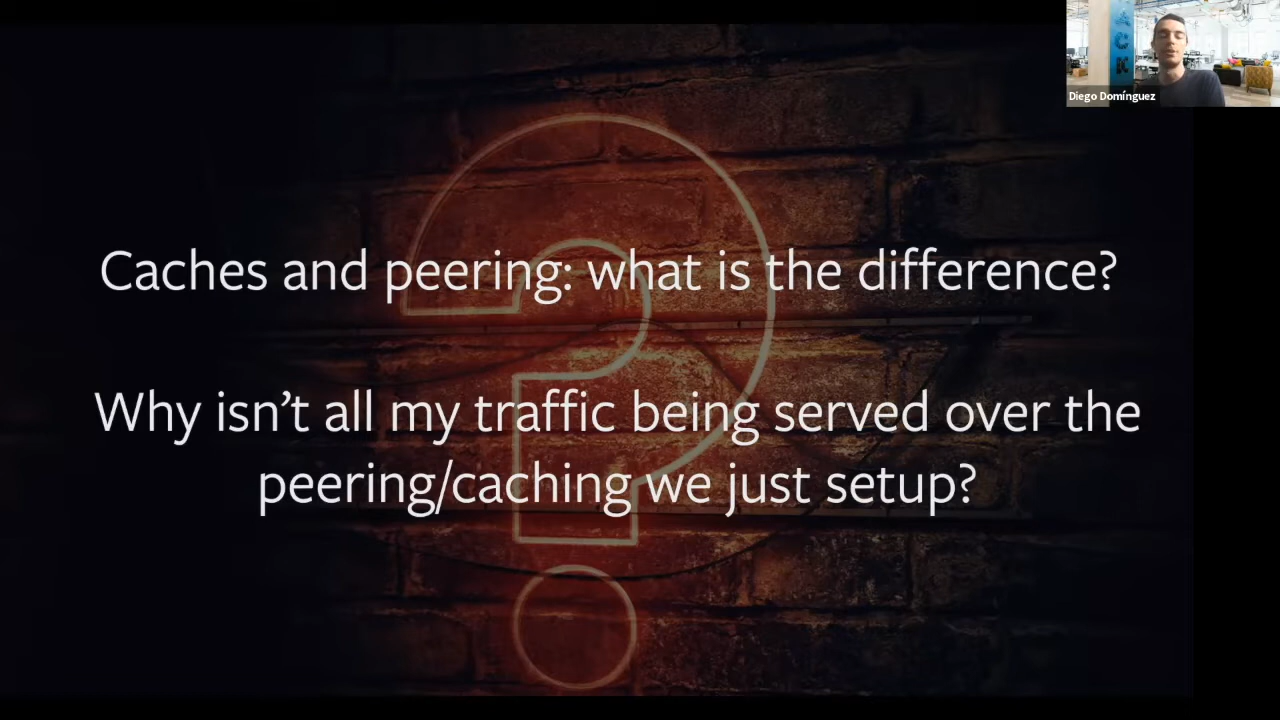 Caches and peering: what is the difference?
Why isn't all my traffic being served over the
peering/caching we just setup?
ACK
Diego Domínguez